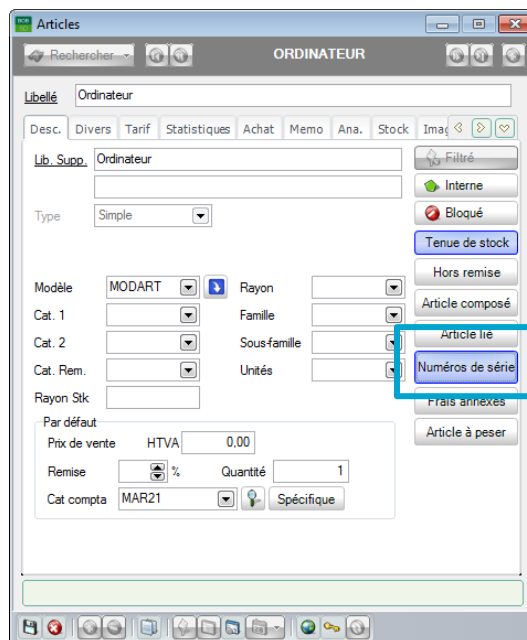 Articles
Rechercher ORDINATEUR
Libellé Ordinateur
Desc. Divers Tarif Statistiques Achat Memo Ana. Stock Imag
Lib. Supp. Ordinateur Filtré
Interne
Type Simple Bloqué
Tenue de stock
Hors remise
Modèle MODART Rayon Article composé
Cat. 1 Famille
Cat. 2 Sous-famille Article lié
Cat. Rem. Unités Numéros de série
Rayon Stk Frais annexes
Par défaut
Prix de vente HTVA 0,00 Article à peser
Remise % Quantité 1
Cat compta MAR21 Spécifique